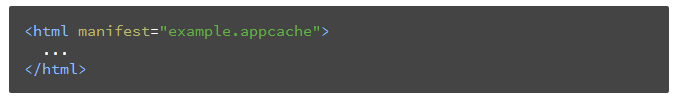 <html manifest="example.appcache">
...
</html>